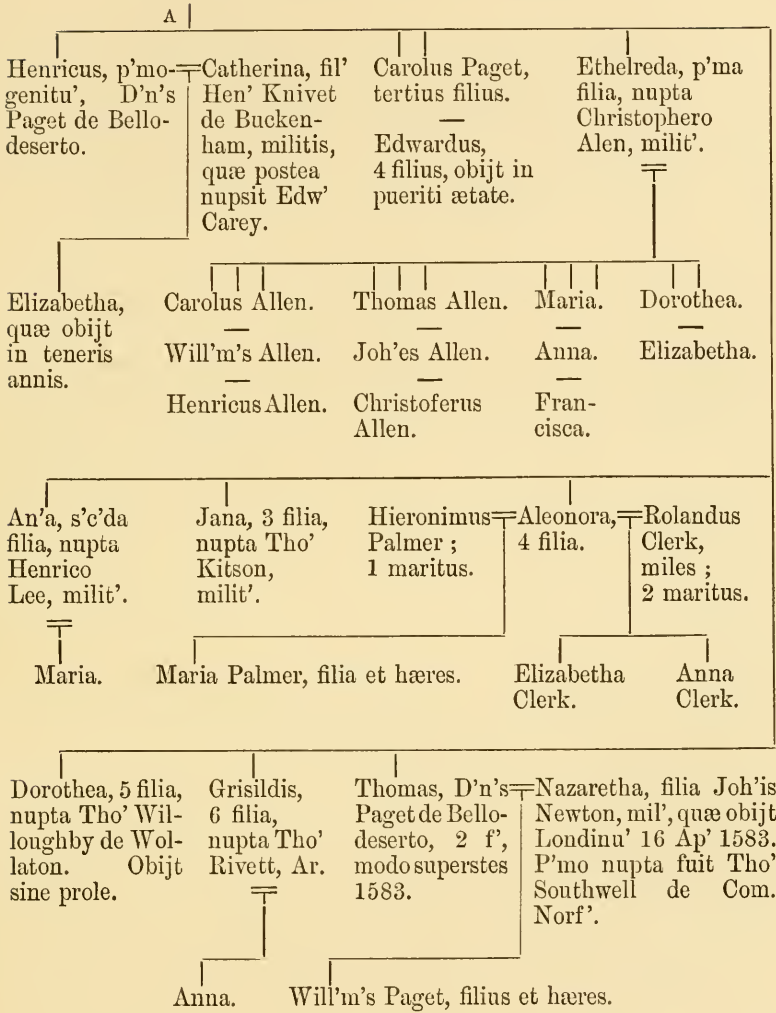 A
Henricus, p'mo-
genitu', D'n's
Paget de Bello-
deserto.
Catherina, fil'
Hen' Knivet
de Bucken-
ham, militis,
quæ postea
nupsit Edw'
Carey.
Carolus Paget,
tertius filius.
—
Edwardus,
4 filius, obijt in
pueriti ætate.
Ethelreda, p'ma
filia, nupta
Christophero
Alen, milit'.
Elizabetha,
quæ obijt
in teneris
annis.
Carolus Allen.
—
Will'm's Allen.
—
Henricus Allen.
Thomas Allen.
—
Joh'es Allen.
—
Christoferus
Allen.
Maria.
—
Anna.
—
Fran-
cisca.
Dorothea.
—
Elizabetha.
An'a, s'c'da
filia, nupta
Henrico
Lee, milit'.
Maria.
Jana, 3 filia,
nupta Tho'
Kitson,
milit'.
Hieronimus
Palmer ;
1 maritus.
Aleonora,
4 filia.
Rolandus
Clerk,
miles ;
2 maritus.
Maria Palmer, filia et hæres.
Elizabetha
Clerk.
Anna
Clerk.
Dorothea, 5 filia,
nupta Tho' Wil-
loughby de Wol-
laton. Obijt
sine prole.
Grisildis,
6 filia,
nupta Tho'
Rivett, Ar.
Thomas, D'n's
Paget de Bello-
deserto, 2 f',
modo superstes
1583.
Nazaretha, filia Joh'is
Newton, mil', quæ obijt
Londinu' 16 Ap' 1583.
P'mo nupta fuit Tho'
Southwell de Com.
Norf'.
Anna.
Will'm's Paget, filius et hæres.